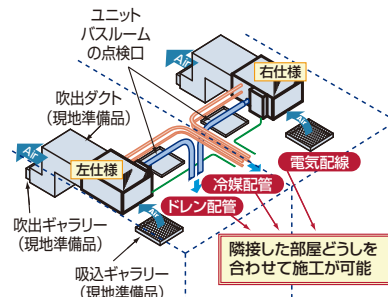 ユニット
バスルーム
の点検口
Air
右仕様
吹出ダクト
(現地準備品)
Air
Air
電気配線
左仕様
冷媒配管
ドレン配管
Air
吹出ギャラリー
(現地準備品)
吸込ギャラリー
(現地準備品)
隣接した部屋どうしを
合わせて施工が可能